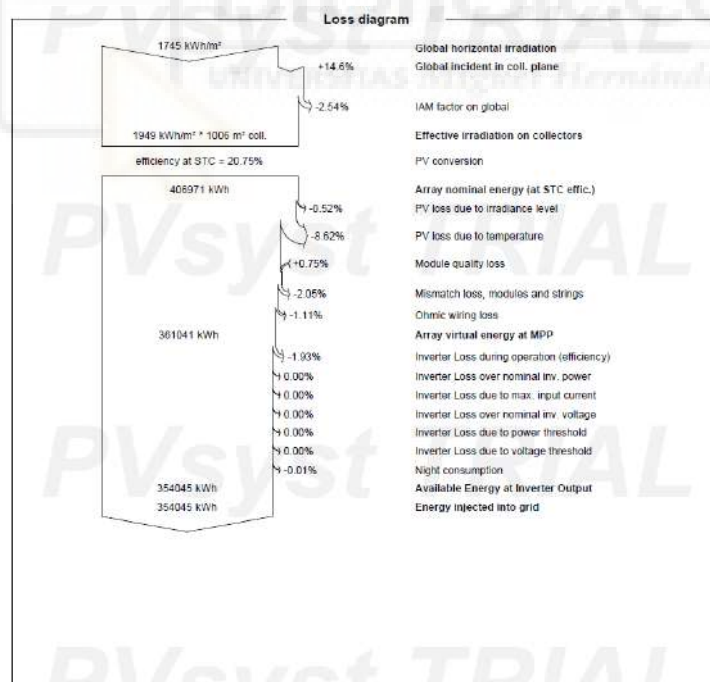 Loss diagram
1745 kWh/m² Global horizontal irradiation
+14.6% Global incident in coll. plane
UNIVERSITAS Miguel Hernández
-2.54% IAM factor on global
1949 kWh/m² * 1006 m² coll. Effective irradiation on collectors
efficiency at STC = 20.75% PV conversion
406971 kWh Array nominal energy (at STC effic.)
-0.52% PV loss due to irradiance level
-8.62% PV loss due to temperature
PVsyst TRIAL
+0.75% Module quality loss
-2.05% Mismatch loss, modules and strings
-1.11% Ohmic wiring loss
361041 kWh Array virtual energy at MPP
-1.93% Inverter Loss during operation (efficiency)
0.00% Inverter Loss over nominal inv. power
0.00% Inverter Loss due to max. input current
0.00% Inverter Loss over nominal inv. voltage
0.00% Inverter Loss due to power threshold
0.00% Inverter Loss due to voltage threshold
-0.01% Night consumption
PVsyst TRIAL
354045 kWh Available Energy at Inverter Output
354045 kWh Energy injected into grid
PVsyst TRIAL